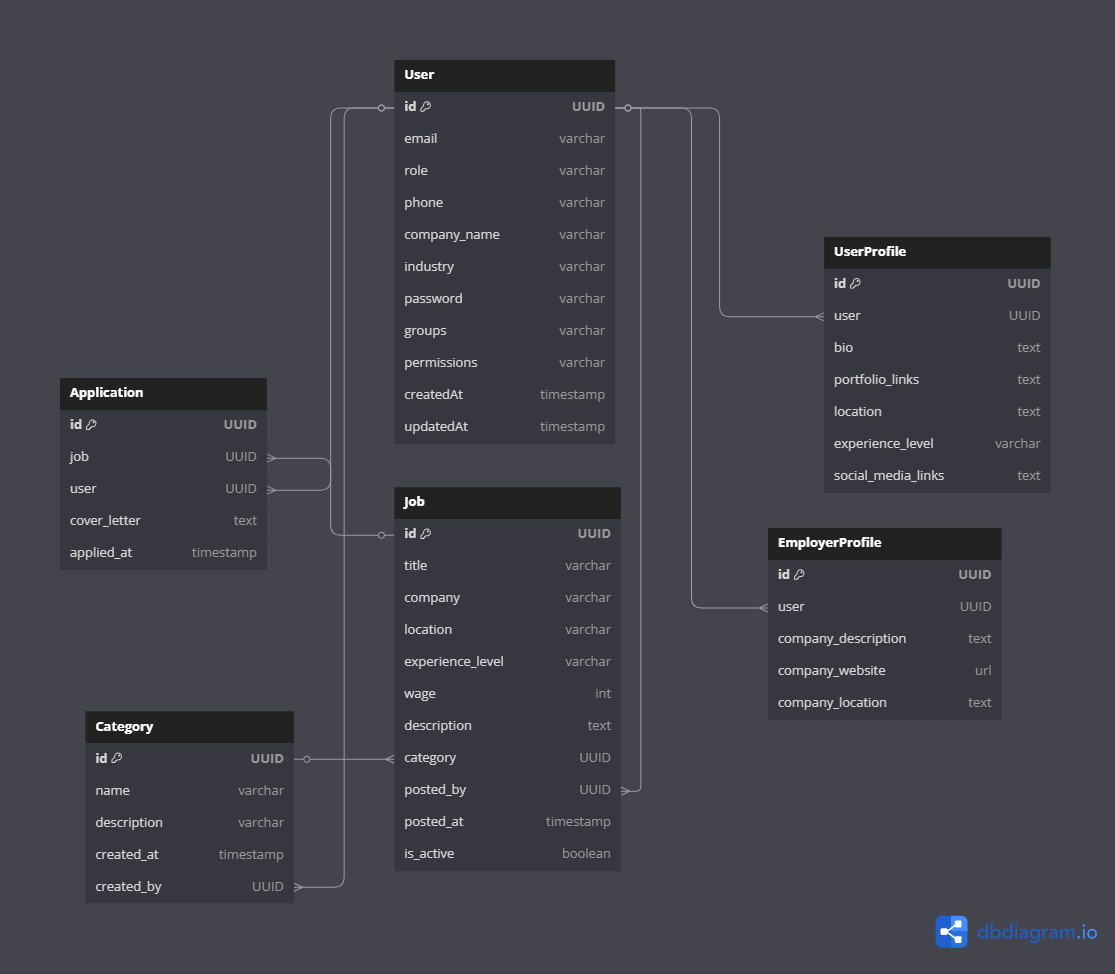 User
id UUID
email varchar
role varchar
phone varchar
company_name varchar
industry varchar
password varchar
groups varchar
permissions varchar
createdAt timestamp
updatedAt timestamp
UserProfile
id UUID
user UUID
bio text
portfolio_links text
location text
experience_level varchar
social_media_links text
Application
id UUID
job UUID
user UUID
cover_letter text
applied_at timestamp
Job
id UUID
title varchar
company varchar
location varchar
experience_level varchar
wage int
description text
category UUID
posted_by UUID
posted_at timestamp
is_active boolean
EmployerProfile
id UUID
user UUID
company_description text
company_website url
company_location text
Category
id UUID
name varchar
description varchar
created_at timestamp
created_by UUID
dbdiagram.io